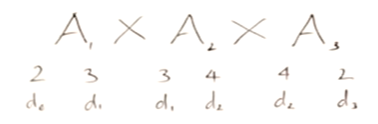 A₁ × A₂ × A₃
2 3 3 4 4 2
d₀ d₁ d₁ d₂ d₂ d₃